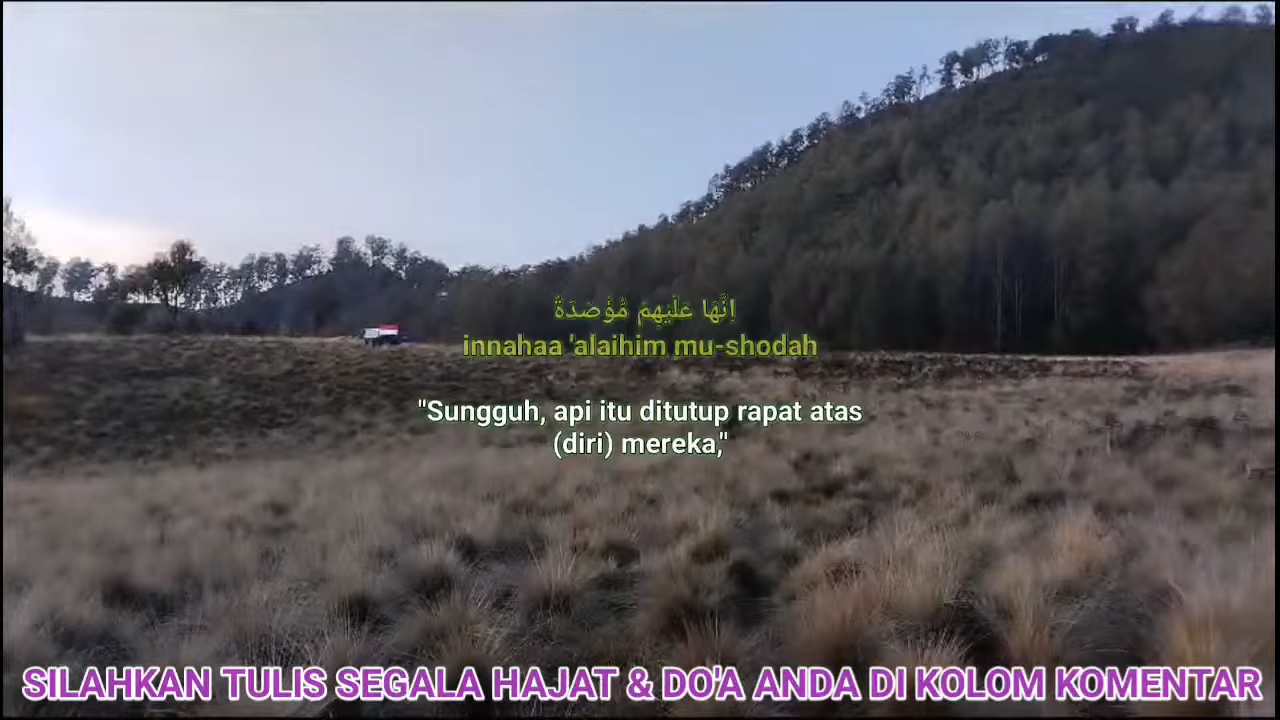 اِنَّهَا عَلَيْهِمْ مُّؤْصَدَةٌ
innahaa 'alaihim mu-shodah
"Sungguh, api itu ditutup rapat atas
(diri) mereka,"
SILAHKAN TULIS SEGALA HAJAT & DO'A ANDA DI KOLOM KOMENTAR